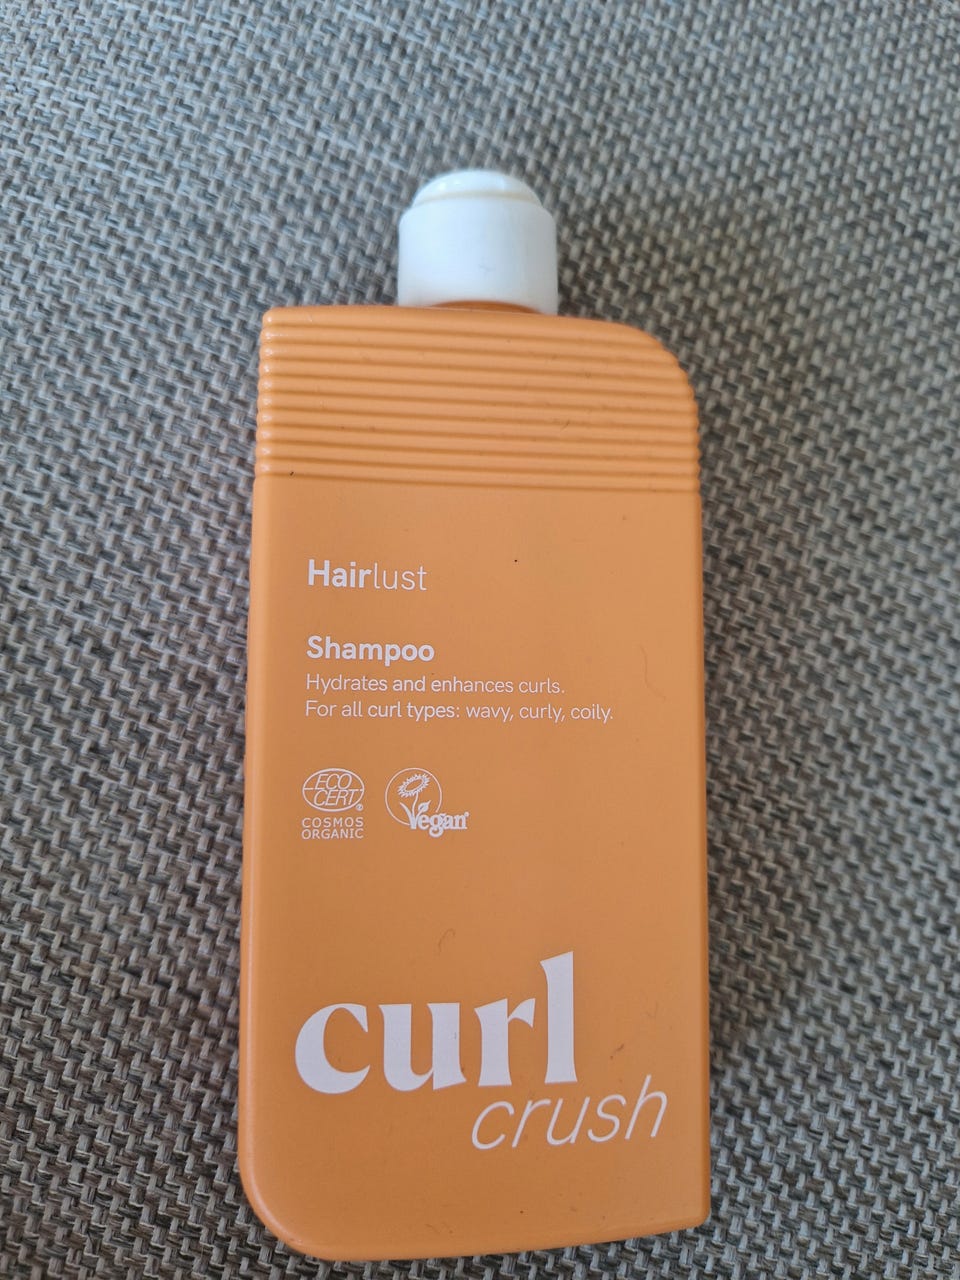 Hairlust
Shampoo
Hydrates and enhances curls.
For all curl types: wavy, curly, coily.
ECO
CERT®
COSMOS
ORGANIC
Vegan®
curl
crush